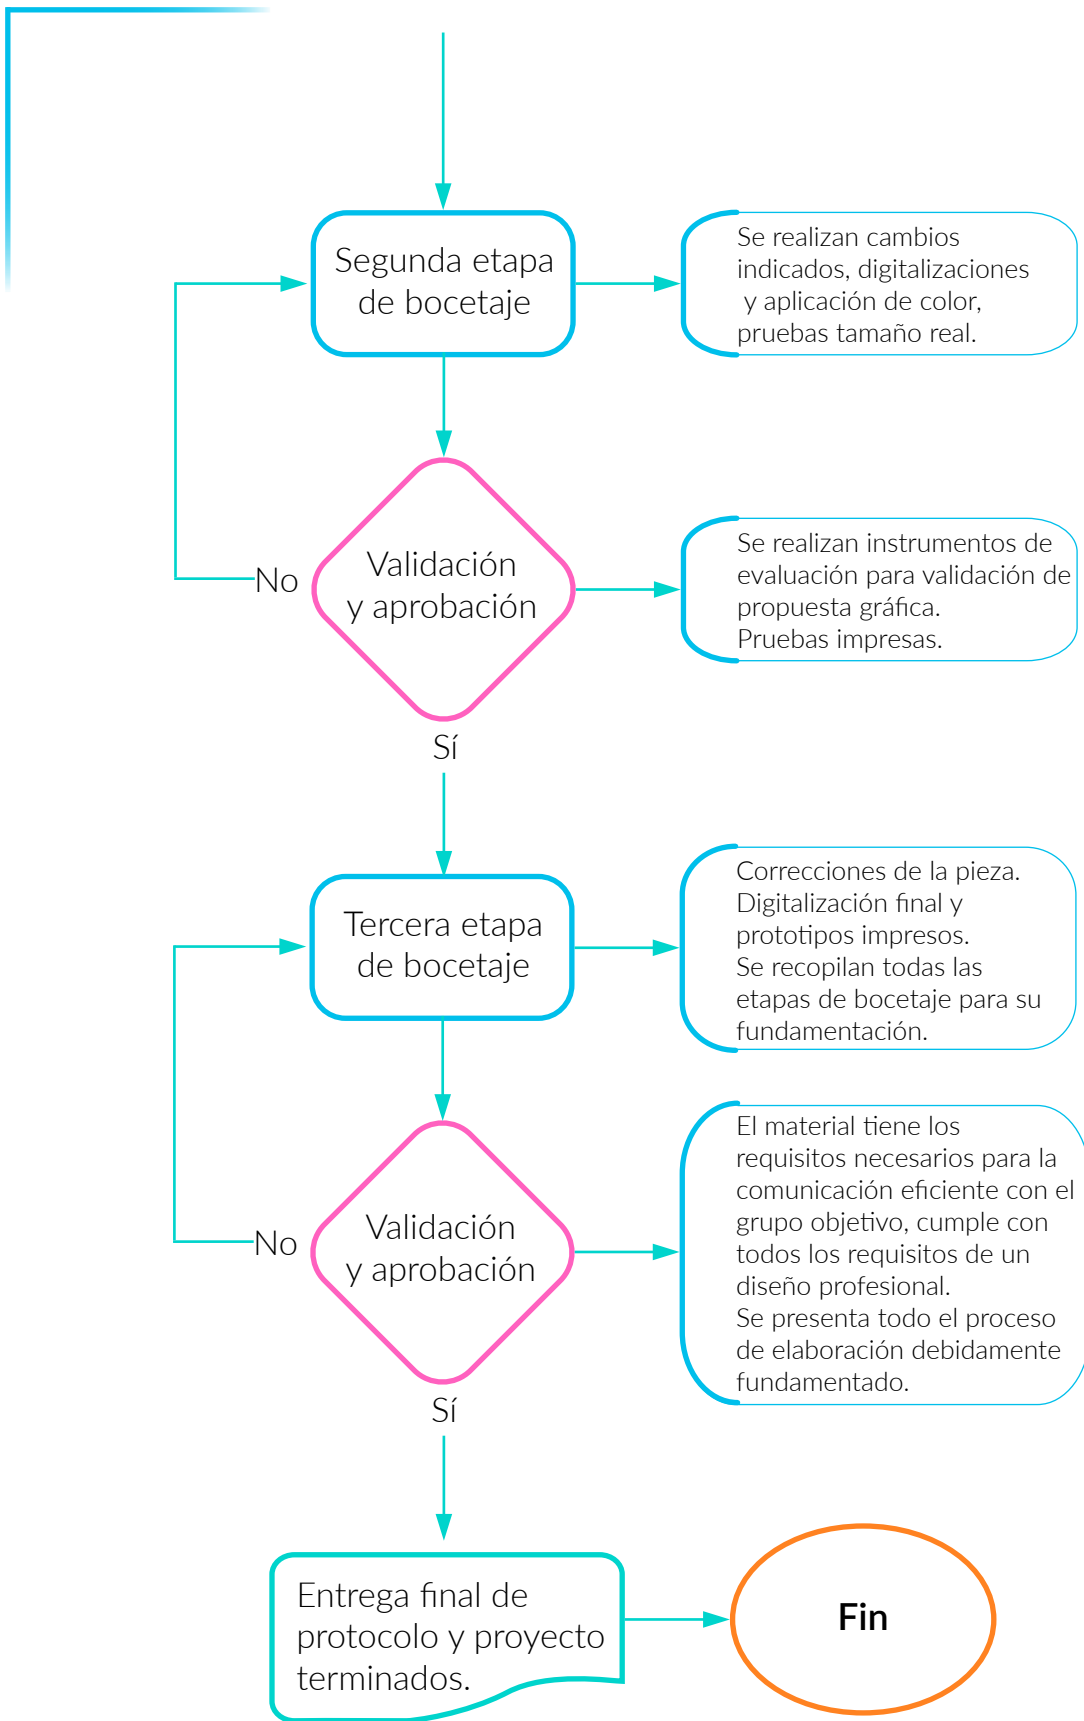 Segunda etapa
de bocetaje
Se realizan cambios
indicados, digitalizaciones
y aplicación de color,
pruebas tamaño real.
Validación
y aprobación
No
Se realizan instrumentos de
evaluación para validación de
propuesta gráfica.
Pruebas impresas.
Sí
Tercera etapa
de bocetaje
Correcciones de la pieza.
Digitalización final y
prototipos impresos.
Se recopilan todas las
etapas de bocetaje para su
fundamentación.
Validación
y aprobación
No
El material tiene los
requisitos necesarios para la
comunicación eficiente con el
grupo objetivo, cumple con
todos los requisitos de un
diseño profesional.
Se presenta todo el proceso
de elaboración debidamente
fundamentado.
Sí
Entrega final de
protocolo y proyecto
terminados.
Fin